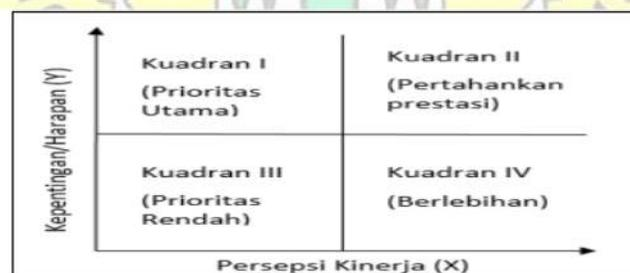 Kepentingan/Harapan (Y)
Kuadran I
(Prioritas
Utama)
Kuadran II
(Pertahankan
prestasi)
Kuadran III
(Prioritas
Rendah)
Kuadran IV
(Berlebihan)
Persepsi Kinerja (X)